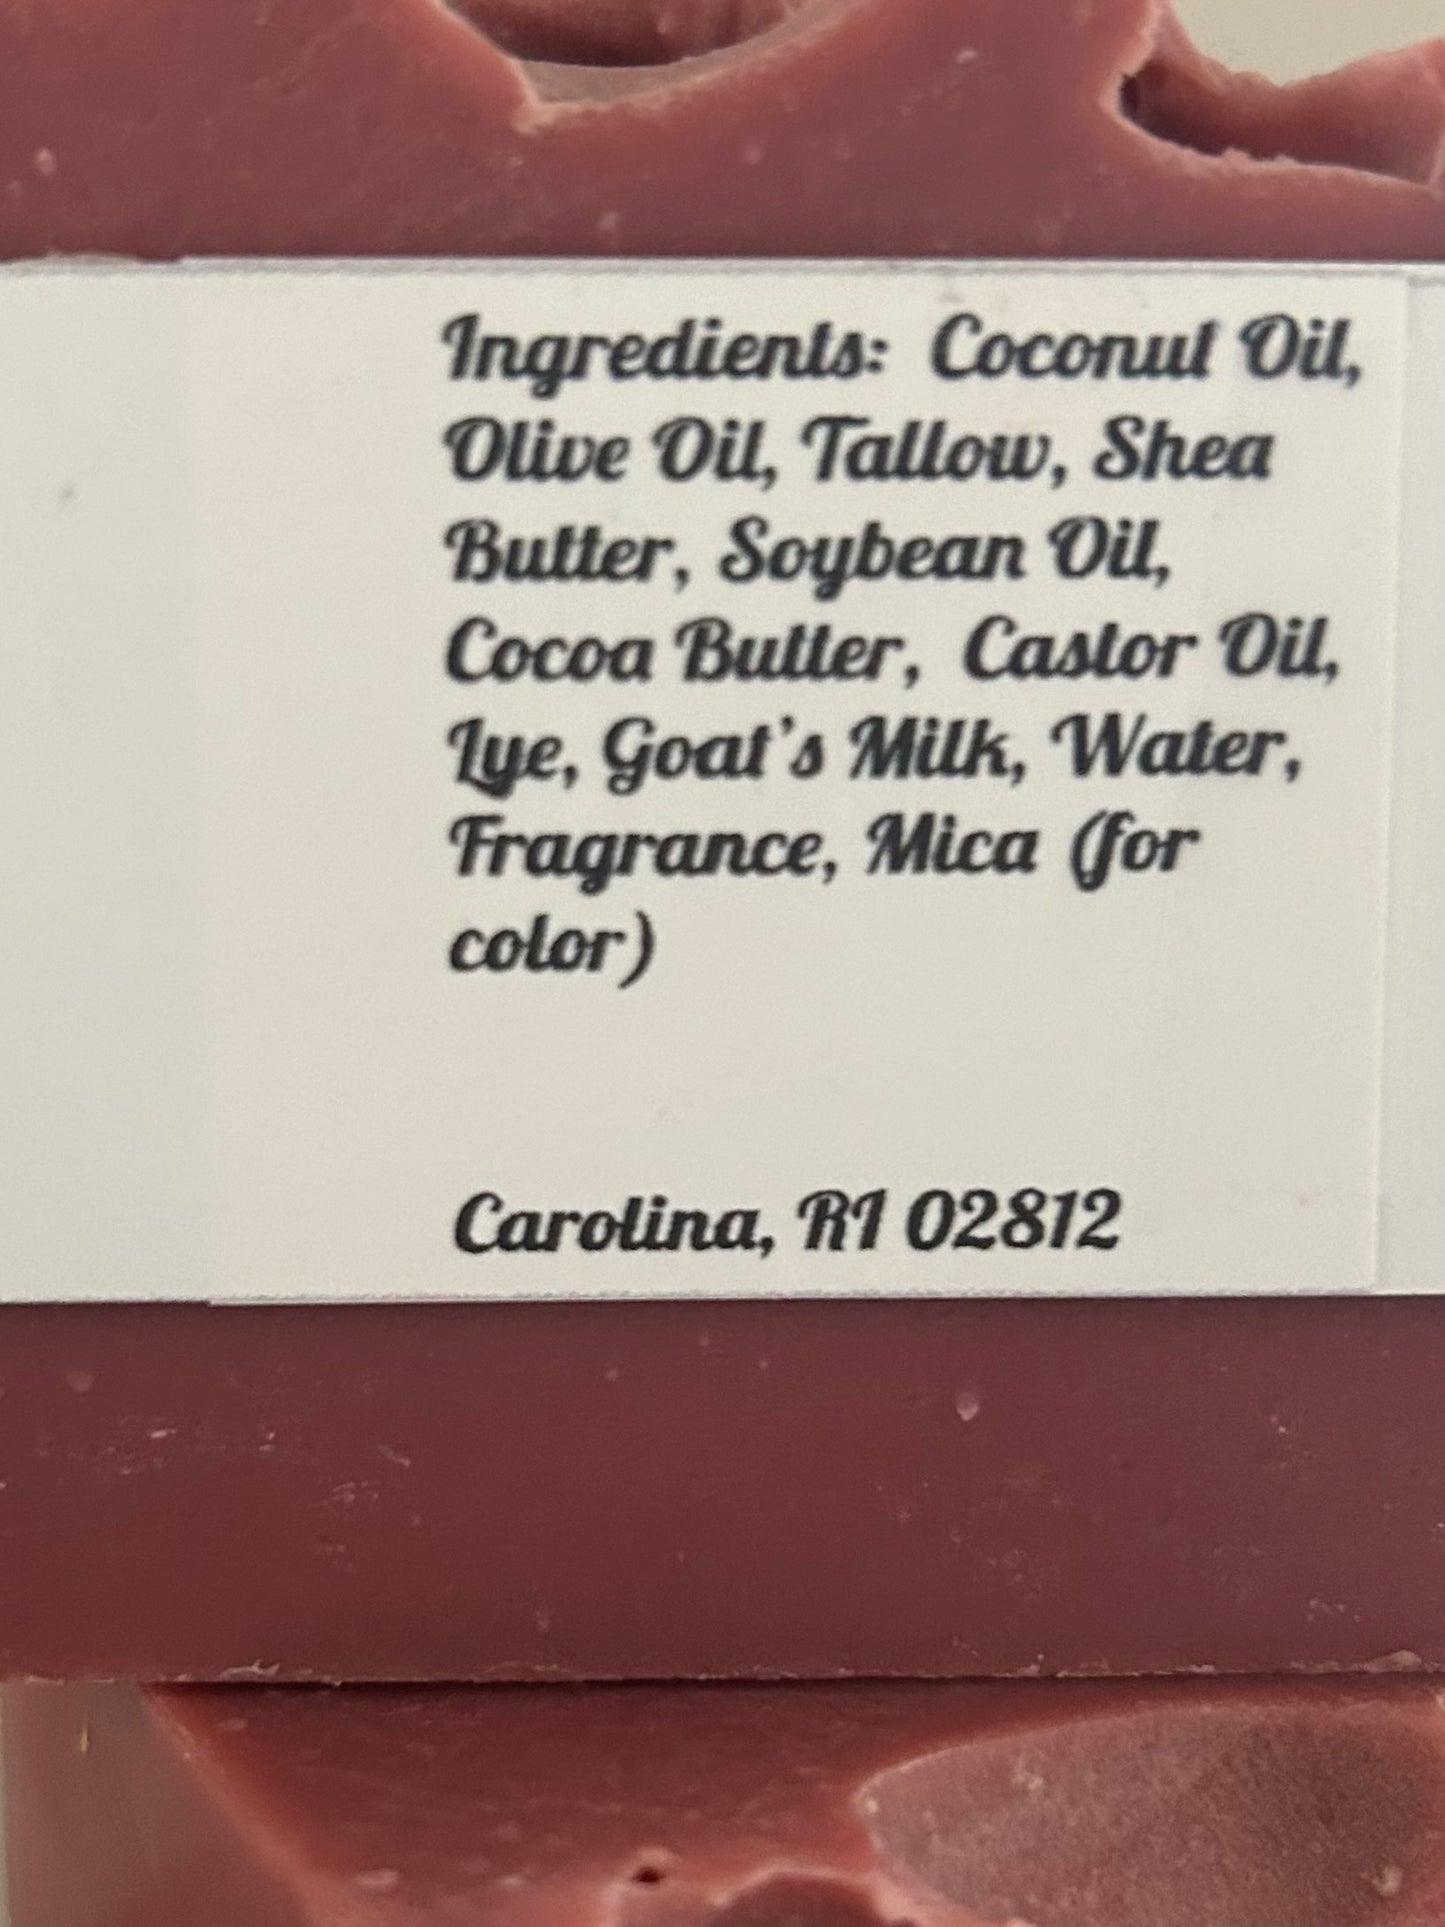 Ingredients: Coconut Oil,
Olive Oil, Tallow, Shea
Butter, Soybean Oil,
Cocoa Butter, Castor Oil,
Lye, Goat's Milk, Water,
Fragrance, Mica (for
color)
Carolina, RI 02812